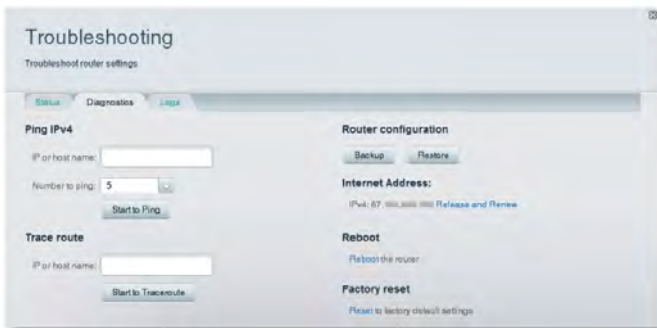 Troubleshooting
Troubleshoot router settings
Status
Diagnostics
Logs
Ping IPv4
IP or host name:
Number to ping: 5
Start to Ping
Trace route
IP or host name:
Start to Traceroute
Router configuration
Backup
Restore
Internet Address:
IPv4: 67. Release and Renew
Reboot
Reboot the router
Factory reset
Reset to factory default settings